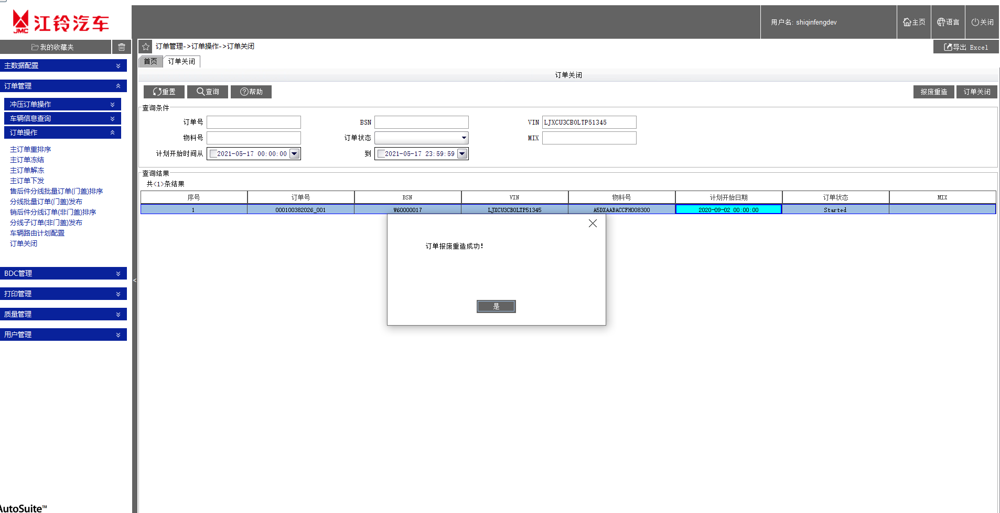 JMC 江铃汽车
用户名: shiqinfengdev
主页
语言
关闭
我的收藏夹
订单管理->订单操作->订单关闭
导出 Excel
首页
订单关闭
订单关闭
重置
查询
帮助
报废重造
订单关闭
主数据配置
订单管理
冲压订单操作
车辆信息查询
订单操作
主订单重排序
主订单冻结
主订单解冻
主订单下发
售后件分线批量订单(门盖)排序
分线批量订单(门盖)发布
销后件分线订单(非门盖)排序
分线子订单(非门盖)发布
车辆路由计划配置
订单关闭
BDC管理
打印管理
质量管理
用户管理
AutoSuite™
<
查询条件
订单号
BSN
VIN LJXCU3CB0LTP51345
物料号
订单状态
MIX
计划开始时间从 2021-05-17 00:00:00
到 2021-05-17 23:59:59
查询结果
共<1>条结果
序号 订单号 BSN VIN 物料号 计划开始日期 订单状态 MIX
1 000100382026_001 W60000017 LJXCU3CB0LTP51345 A5DXAABACCFH008300 2020-09-02 00:00:00 Started
订单报废重造成功!
是